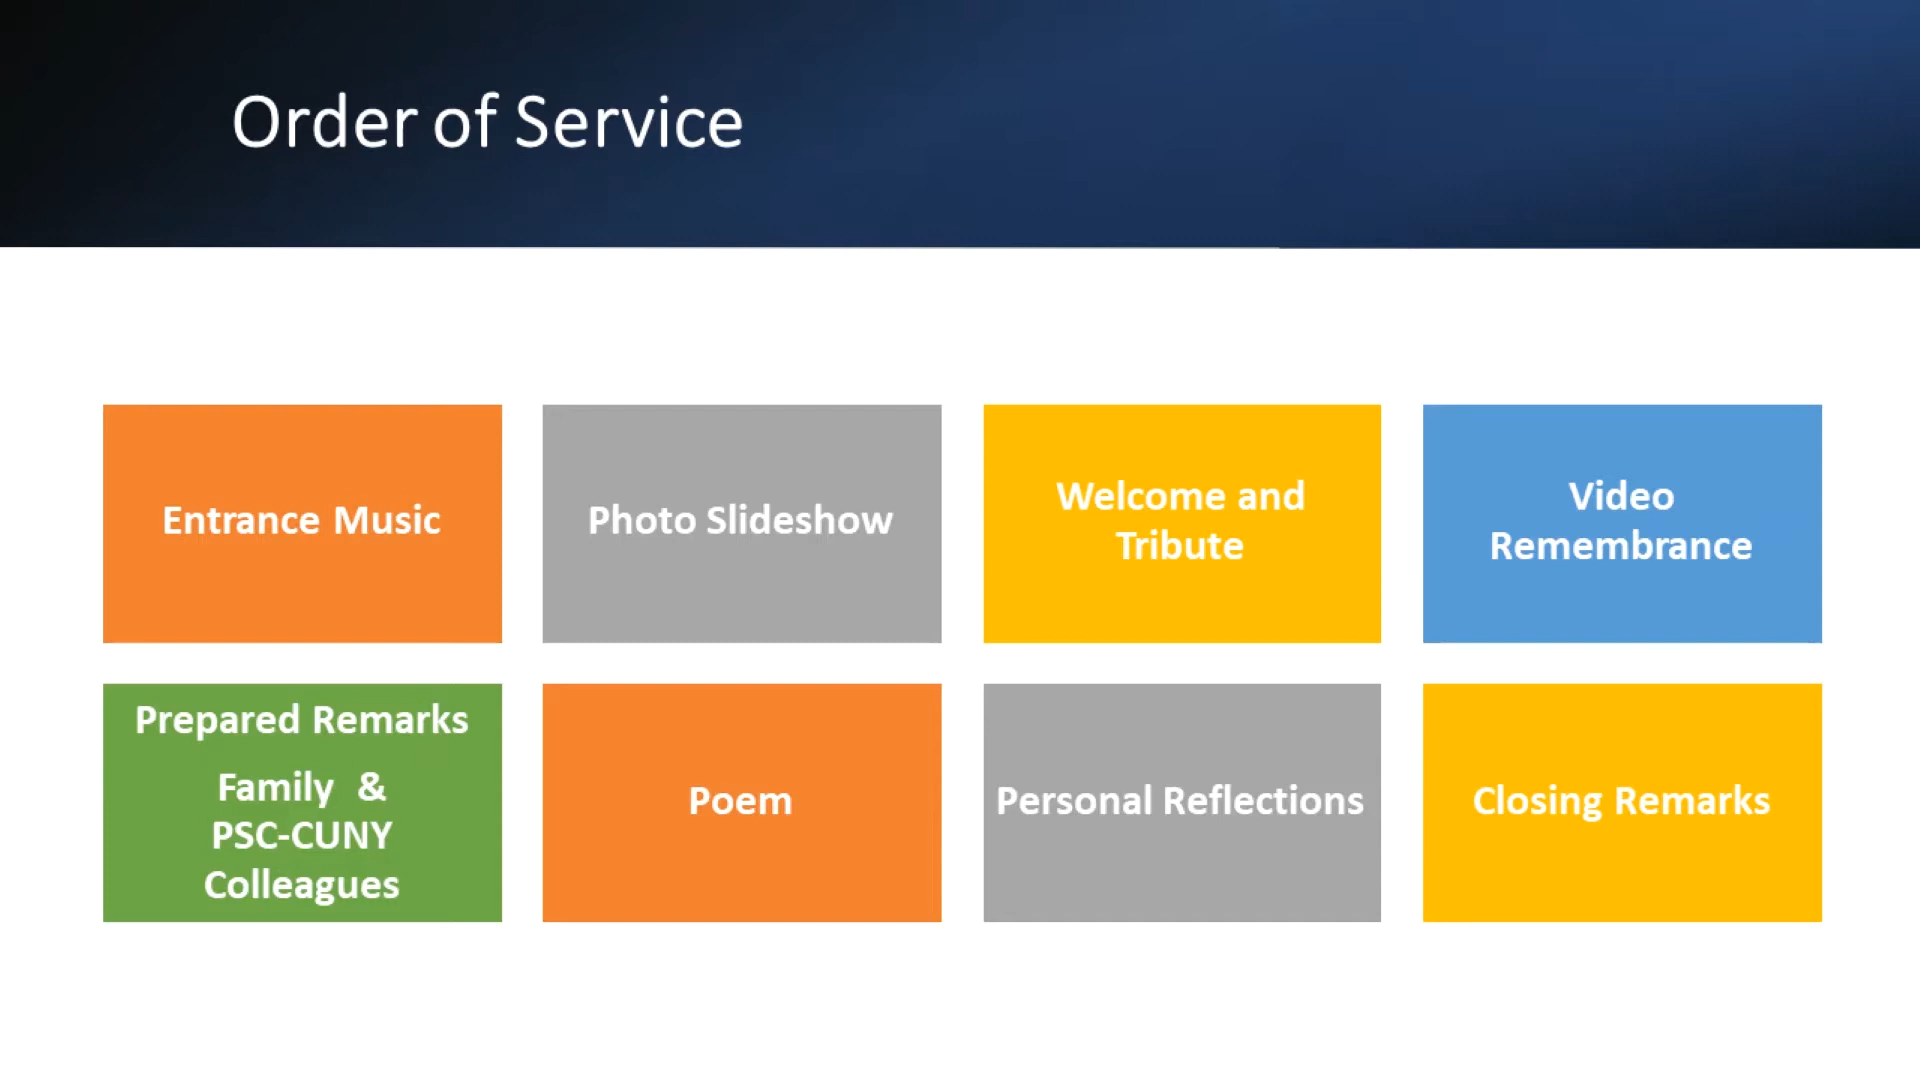 Order of Service
Entrance Music
Photo Slideshow
Welcome and
Tribute
Video
Remembrance
Prepared Remarks
Family  &
PSC-CUNY
Colleagues
Poem
Personal Reflections
Closing Remarks